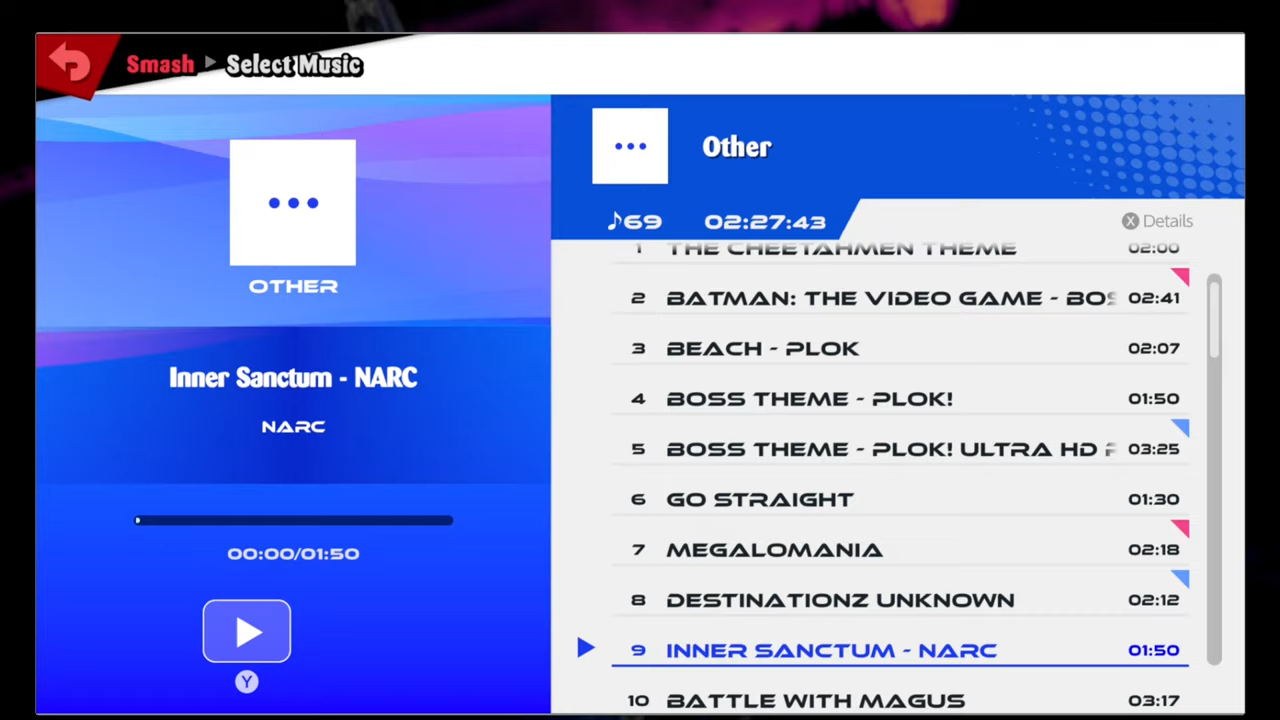 Smash ▶ Select Music
OTHER
Inner Sanctum - NARC
NARC
00:00/01:50
Y
Other
♪69 02:27:43
X Details
1 THE CHEETAHMEN THEME 02:00
2 BATMAN: THE VIDEO GAME - BOS 02:41
3 BEACH - PLOK 02:07
4 BOSS THEME - PLOK! 01:50
5 BOSS THEME - PLOK! ULTRA HD 03:25
6 GO STRAIGHT 01:30
7 MEGALOMANIA 02:18
8 DESTINATIONZ UNKNOWN 02:12
9 INNER SANCTUM - NARC 01:50
10 BATTLE WITH MAGUS 03:17